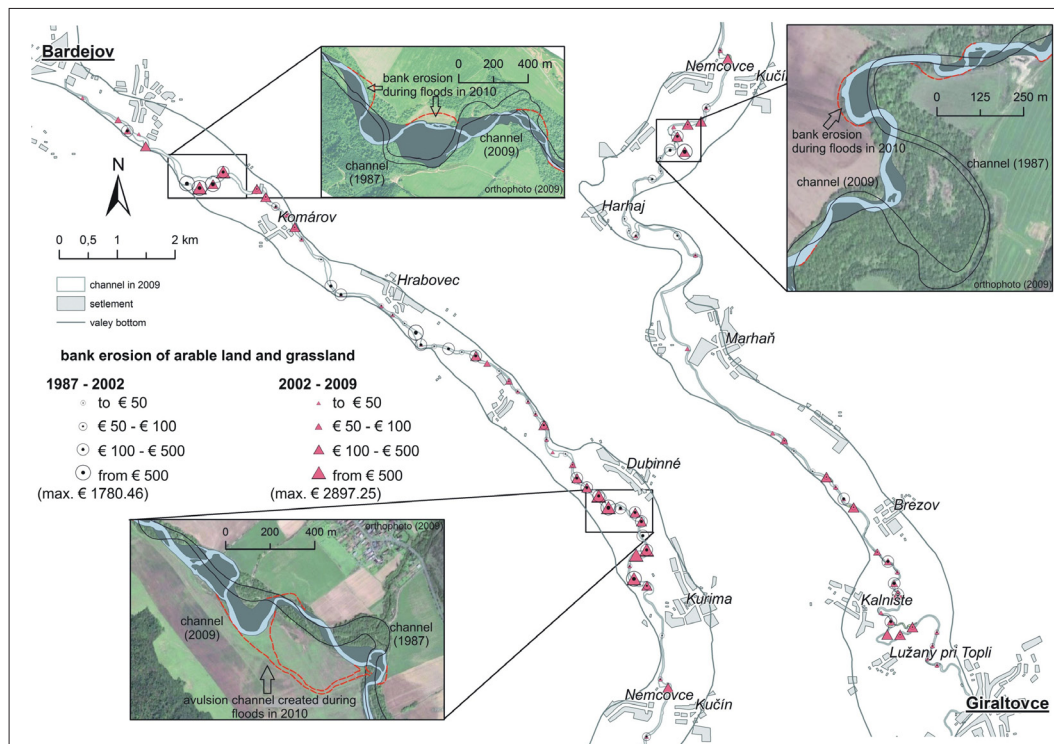 Bardejov
N
0 0,5 1 2 km
channel in 2009
setlement
valey bottom
bank erosion of arable land and grassland
1987 - 2002
to € 50
€ 50 - € 100
€ 100 - € 500
from € 500
(max. € 1780.46)
2002 - 2009
to € 50
€ 50 - € 100
€ 100 - € 500
from € 500
(max. € 2897.25)
0 200 400 m
bank erosion
during floods in 2010
channel
(2009)
channel
(1987)
orthophoto (2009)
Komárov
Hrabovec
Dubinné
Kurima
Nemcovce
Kučín
orthophoto (2009)
0 200 400 m
channel
(2009)
channel
(1987)
avulsion channel created during
floods in 2010
Nemcovce
Kučín
Harhaj
Marhaň
Brezov
Kalnište
Lužany pri Topli
Giraltovce
0 125 250 m
bank erosion
during floods in 2010
channel
(1987)
channel (2009)
orthophoto (2009)